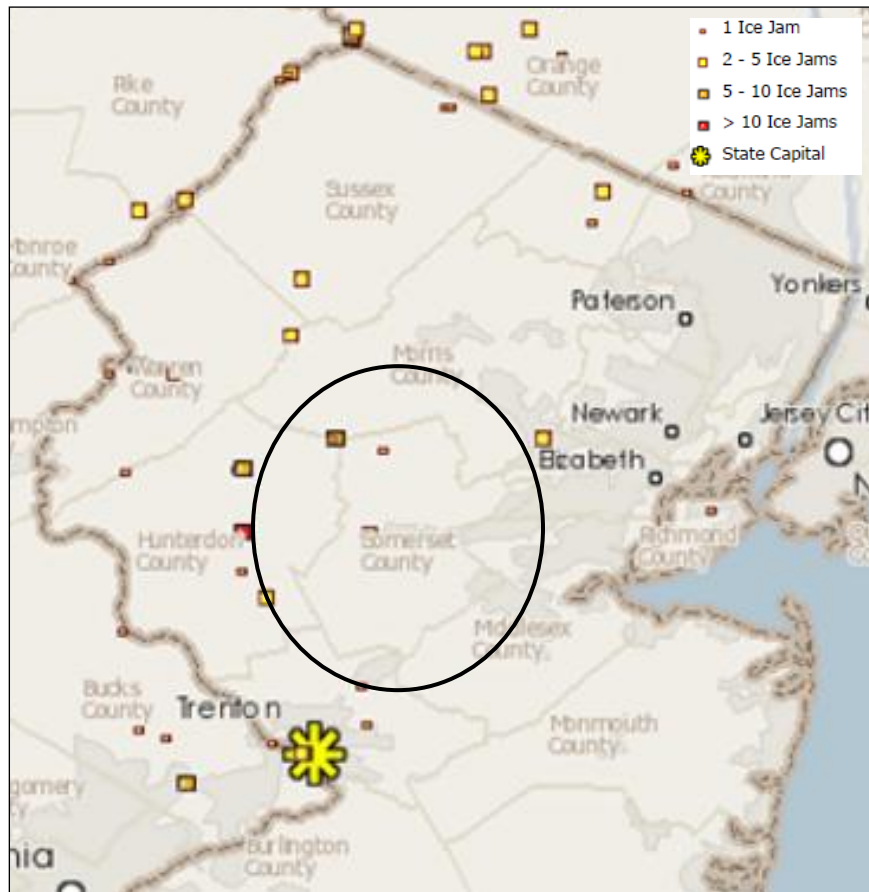 1 Ice Jam
2 - 5 Ice Jams
5 - 10 Ice Jams
> 10 Ice Jams
State Capital
Orange
County
County
Sussex
County
County
Yonkers
Paterson
Warren
County
Morris
County
Newark
Jersey Cit
Elizabeth
N
Hunterdon
County
Somerset
County
Richmond
County
Middlesex
County
Bucks
County
Trenton
Monmouth
County
Burlington
County